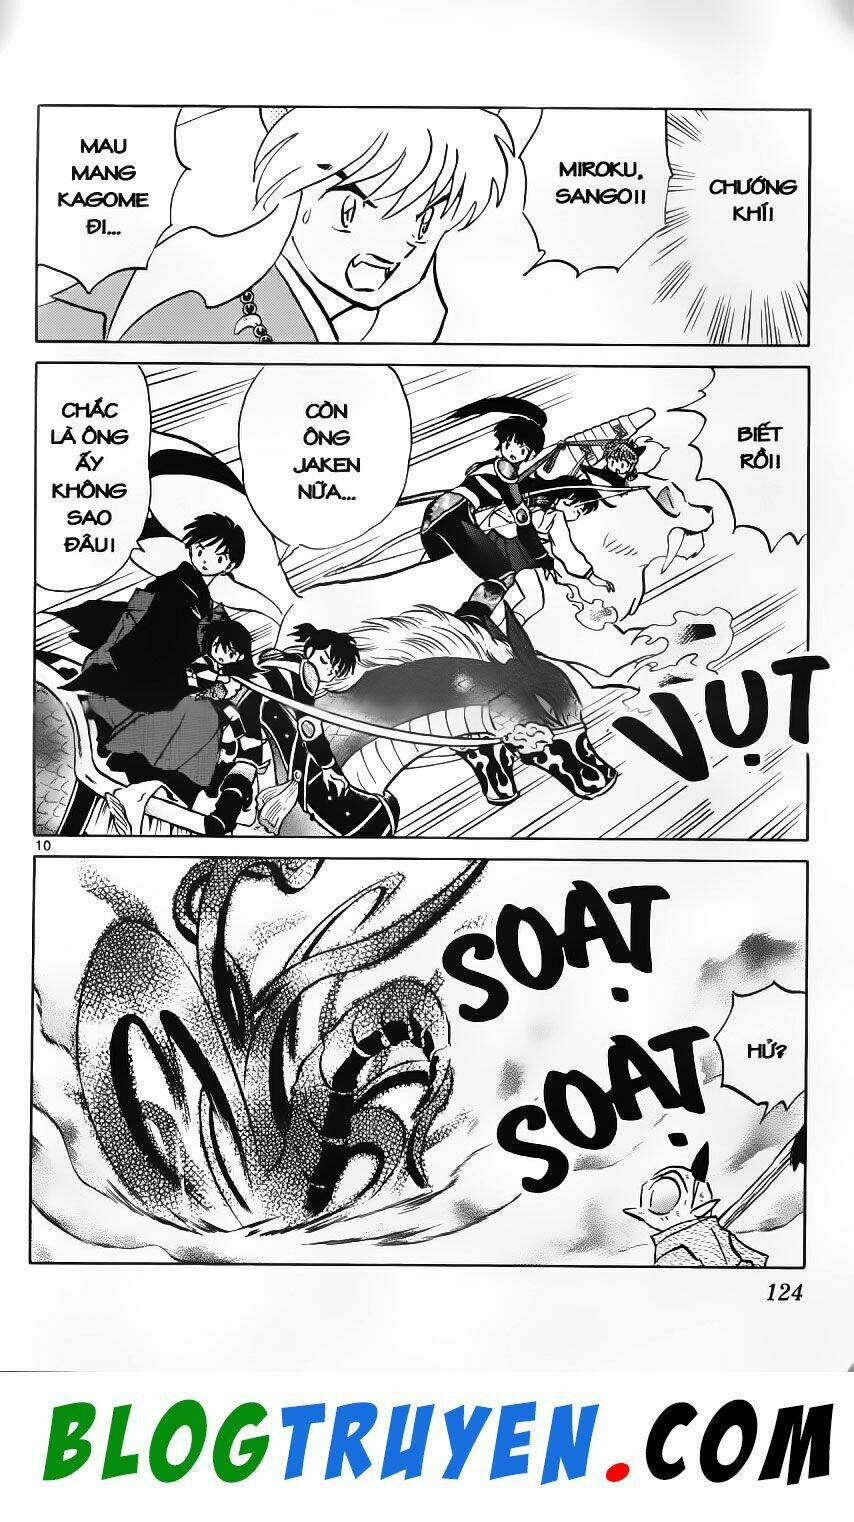 CHƯỚNG
KHÍ!
MIROKU,
SANGO!!
MAU
MANG
KAGOME
ĐI...
BIẾT
RỒI!
CÒN
ÔNG
JAKEN
NỮA...
CHẮC
LÀ ÔNG
ẤY
KHÔNG
SAO
ĐÂU!
VỤT
10
SOẠT
SOẠT
HỬ?
124
BLOGTRUYEN.COM